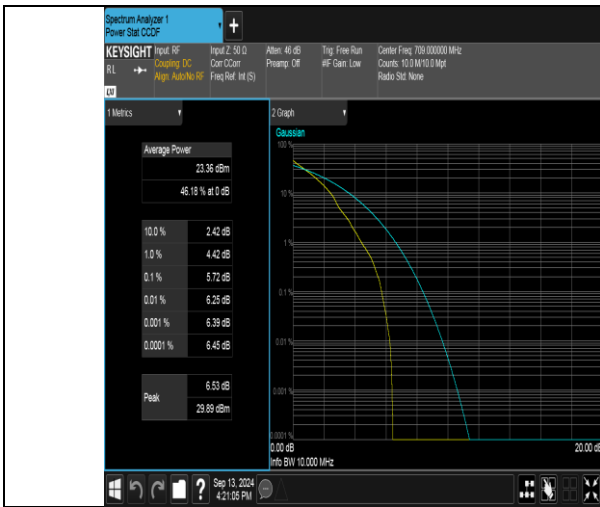 Spectrum Analyzer 1
Power Stat CCDF
+
KEYSIGHT Input: RF Input Z: 50 Ω Atten: 46 dB Trig: Free Run Center Freq: 709.000000 MHz
R L Coupling: DC Corr CCorr Preamp: Off #IF Gain: Low Counts: 10.0 M/10.0 Mpt
Align: Auto/No RF Freq Ref: Int (S) Radio Std: None
LXI
1 Metrics
Average Power
23.36 dBm
46.18 % at 0 dB
10.0 % 2.42 dB
1.0 % 4.42 dB
0.1 % 5.72 dB
0.01 % 6.25 dB
0.001 % 6.39 dB
0.0001 % 6.45 dB
Peak 6.53 dB
29.89 dBm
2 Graph
Gaussian
100 %
10 %
1 %
0.1 %
0.01 %
0.001 %
0.0001 %
0.00 dB 20.00 dB
Info BW 10.000 MHz
? Sep 13, 2024
4:21:05 PM